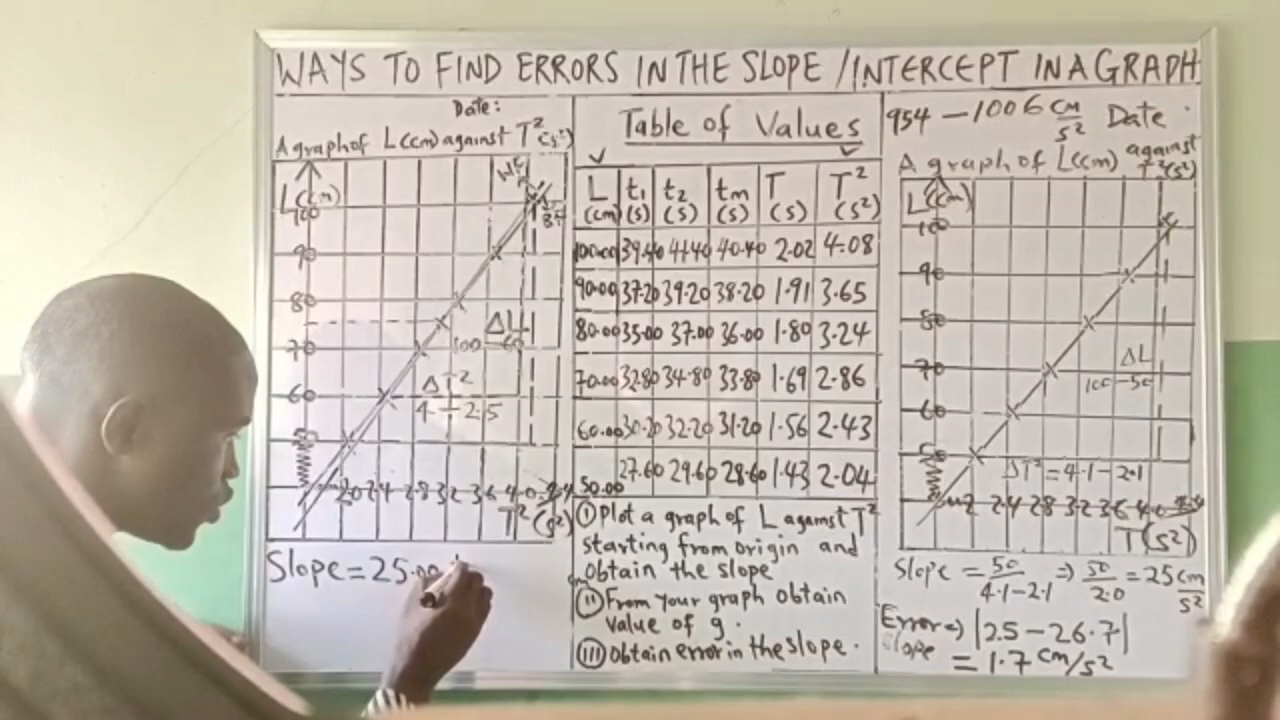 WAYS TO FIND ERRORS IN THE SLOPE / INTERCEPT IN A GRAPH
Date:
A graph of L(cm) against T²(s²)
L(cm)
100
90
80
70
60
50
ΔL
100 - 60
ΔT²
4 - 2.5
2.0 2.4 2.8 3.2 3.6 4.0 4.4
T²(s²)
Slope = 25.00
Table of Values
L (cm) t₁ (s) t₂ (s) tm (s) T (s) T² (s²)
100.00 39.40 41.40 40.40 2.02 4.08
90.00 37.20 39.20 38.20 1.91 3.65
80.00 35.00 37.00 36.00 1.80 3.24
70.00 32.80 34.80 33.80 1.69 2.86
60.00 30.20 32.20 31.20 1.56 2.43
50.00 27.60 29.60 28.60 1.43 2.04
(i) Plot a graph of L against T²
starting from origin and
obtain the slope
(ii) From your graph obtain
value of g.
(iii) Obtain error in the slope.
954 - 1006 cm/s² Date
A graph of L(cm) against T²(s²)
L(cm)
100
90
80
70
60
50
ΔL
100 - 50
ΔT² = 4.1 - 2.1
2 2.4 2.8 3.2 3.6 4.0
T(s²)
Slope = 50/4.1-2.1 ⇒ 50/2.0 = 25 cm/s²
Error ⇒ |25 - 26.7|
slope = 1.7 cm/s²